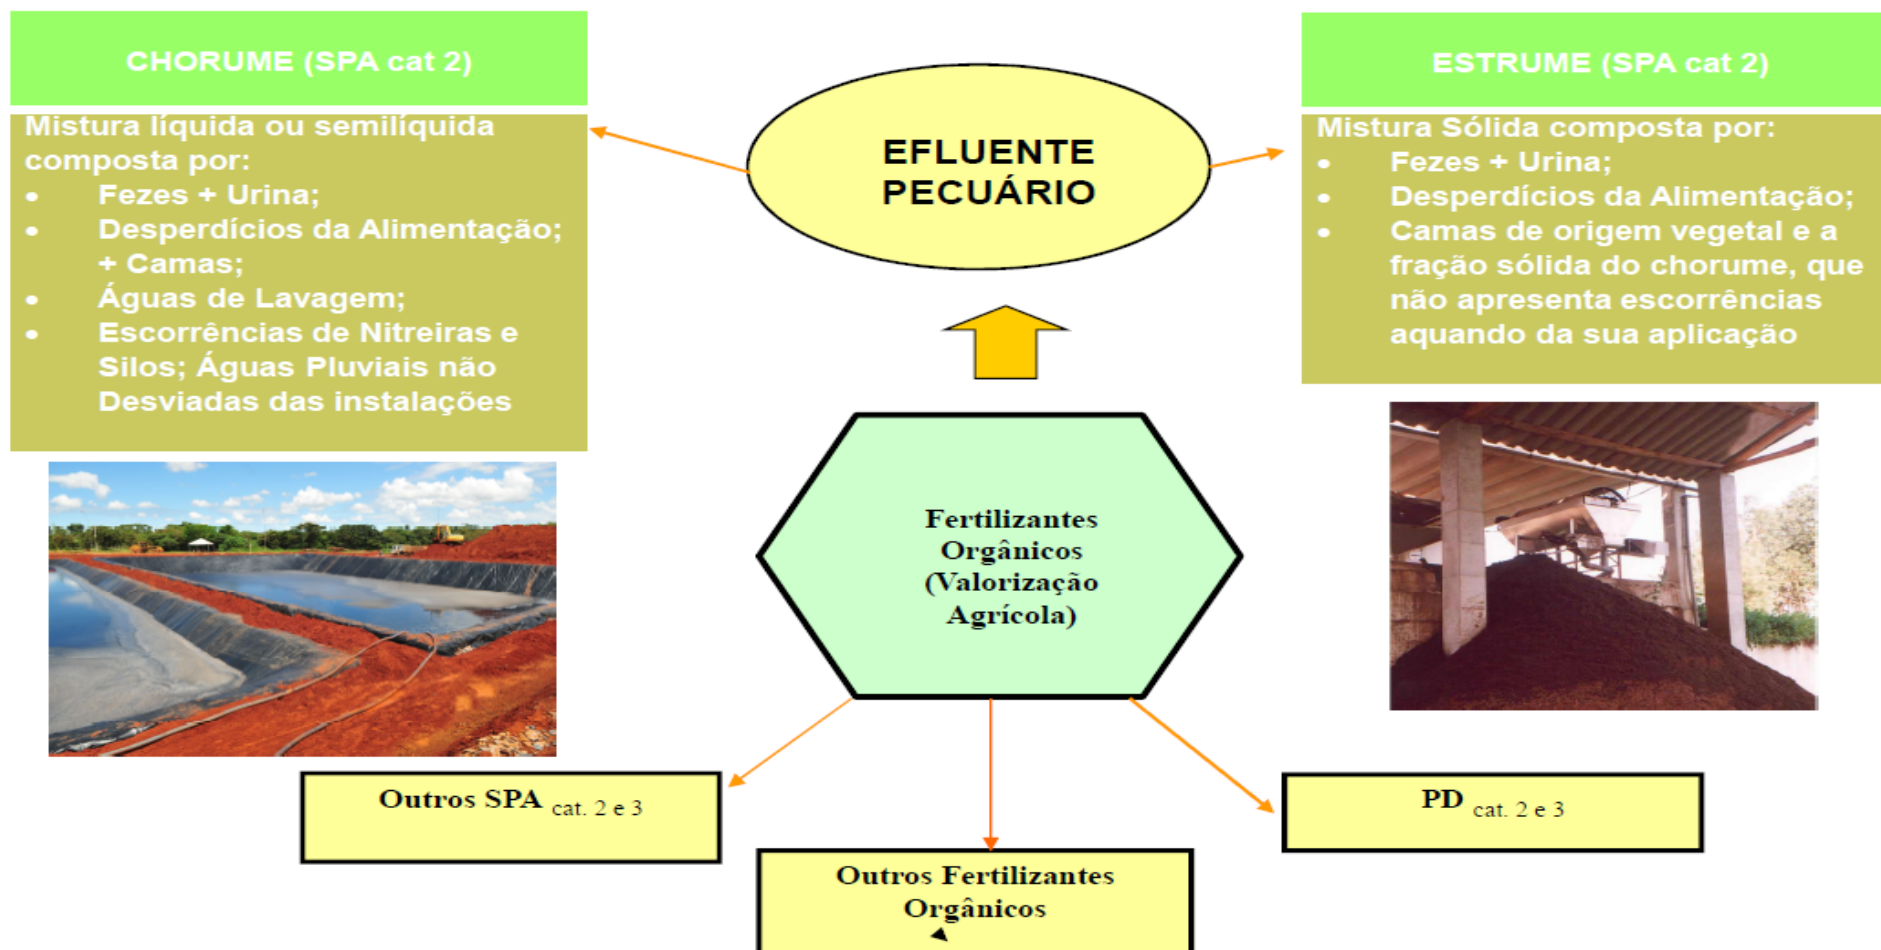 CHORUME (SPA cat 2)
Mistura líquida ou semilíquida
composta por:
• Fezes + Urina;
• Desperdícios da Alimentação;
+ Camas;
• Águas de Lavagem;
• Escorrências de Nitreiras e
Silos; Águas Pluviais não
Desviadas das instalações
EFLUENTE
PECUÁRIO
ESTRUME (SPA cat 2)
Mistura Sólida composta por:
• Fezes + Urina;
• Desperdícios da Alimentação;
• Camas de origem vegetal e a
fração sólida do chorume, que
não apresenta escorrências
aquando da sua aplicação
Fertilizantes
Orgânicos
(Valorização
Agrícola)
Outros SPA cat. 2 e 3
Outros Fertilizantes
Orgânicos
PD cat. 2 e 3